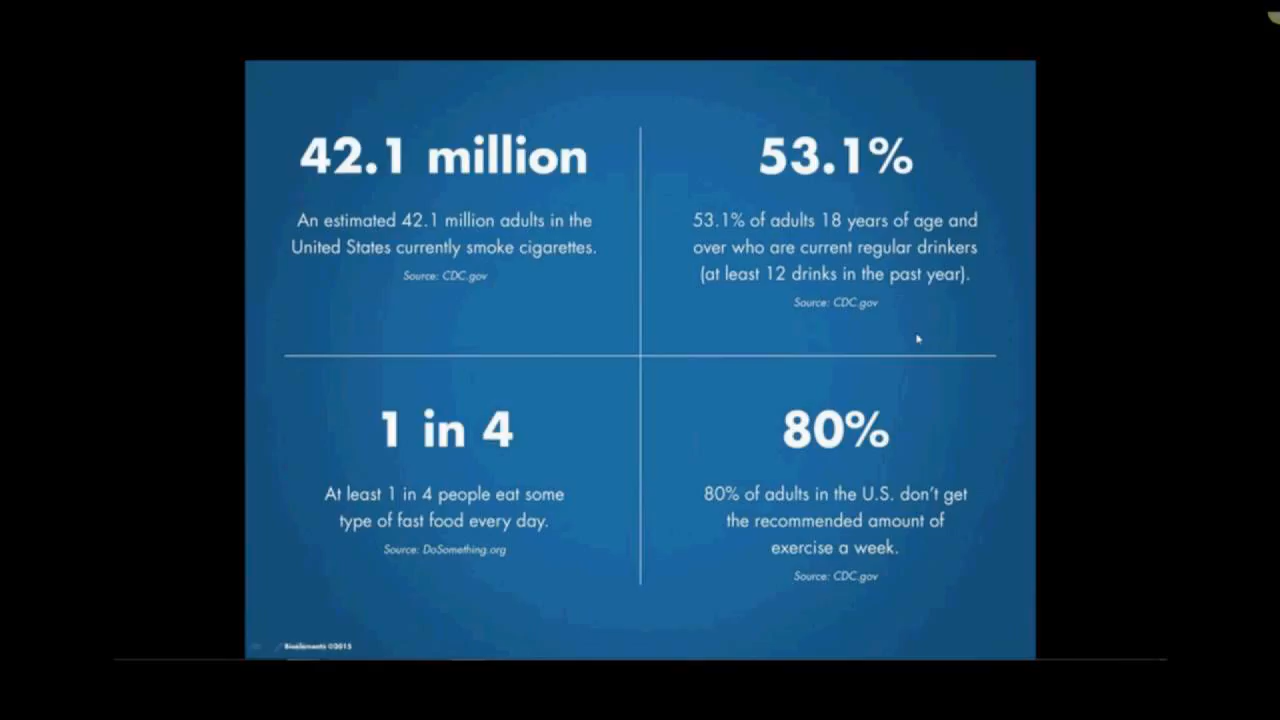 42.1 million
An estimated 42.1 million adults in the
United States currently smoke cigarettes.
Source: CDC.gov
53.1%
53.1% of adults 18 years of age and
over who are current regular drinkers
(at least 12 drinks in the past year).
Source: CDC.gov
1 in 4
At least 1 in 4 people eat some
type of fast food every day.
Source: DoSomething.org
80%
80% of adults in the U.S. don't get
the recommended amount of
exercise a week.
Source: CDC.gov
Bioelements ©2015